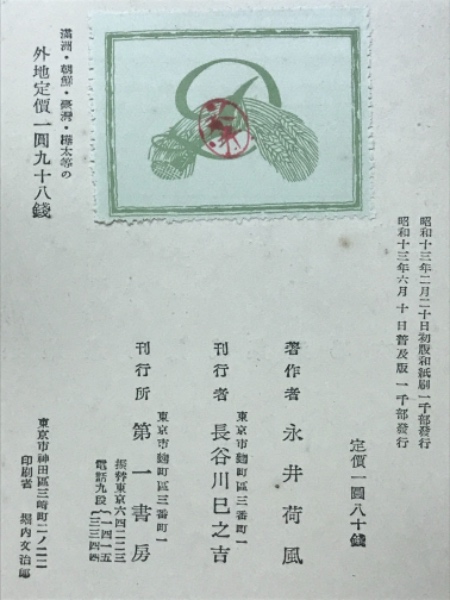 昭和十三年二月二十日初版和紙刷一千部發行
昭和十三年六月十日普及版一千部發行
定價一圓八十錢
著作者 永井荷風
東京市麹町區三番町一
刊行者 長谷川巳之吉
東京市麹町區三番町一
刊行所 第一書房
振替東京六四二二三
電話九段
東京市神田區三崎町二ノ二二
印刷者 堀內文治郎
滿洲・朝鮮・臺灣・樺太等の
外地定價一圓九十八錢